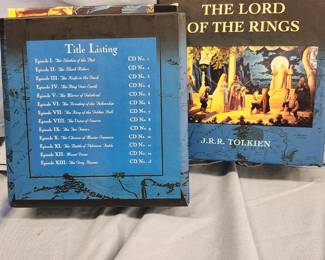 Title Listing
Episode I: The Shadow of the Past CD No. 1
Episode II: The Black Riders CD No. 2
Episode III: The Knife in the Dark CD No. 3
Episode IV: The Ring Goes South CD No. 4
Episode V: The Mirror of Galadriel CD No. 5
Episode VI: The Breaking of the Fellowship CD No. 6
Episode VII: The King of the Golden Hall CD No. 7
Episode VIII: The Voice of Saruman CD No. 8
Episode IX: The Two Towers CD No. 9
Episode X: The Choices of Master Samwise CD No. 10
Episode XI: The Battle of Pelennor Fields CD No. 11
Episode XII: Mount Doom CD No. 12
Episode XIII: The Grey Havens CD No. 13
THE LORD
OF THE RINGS
J.R.R. TOLKIEN